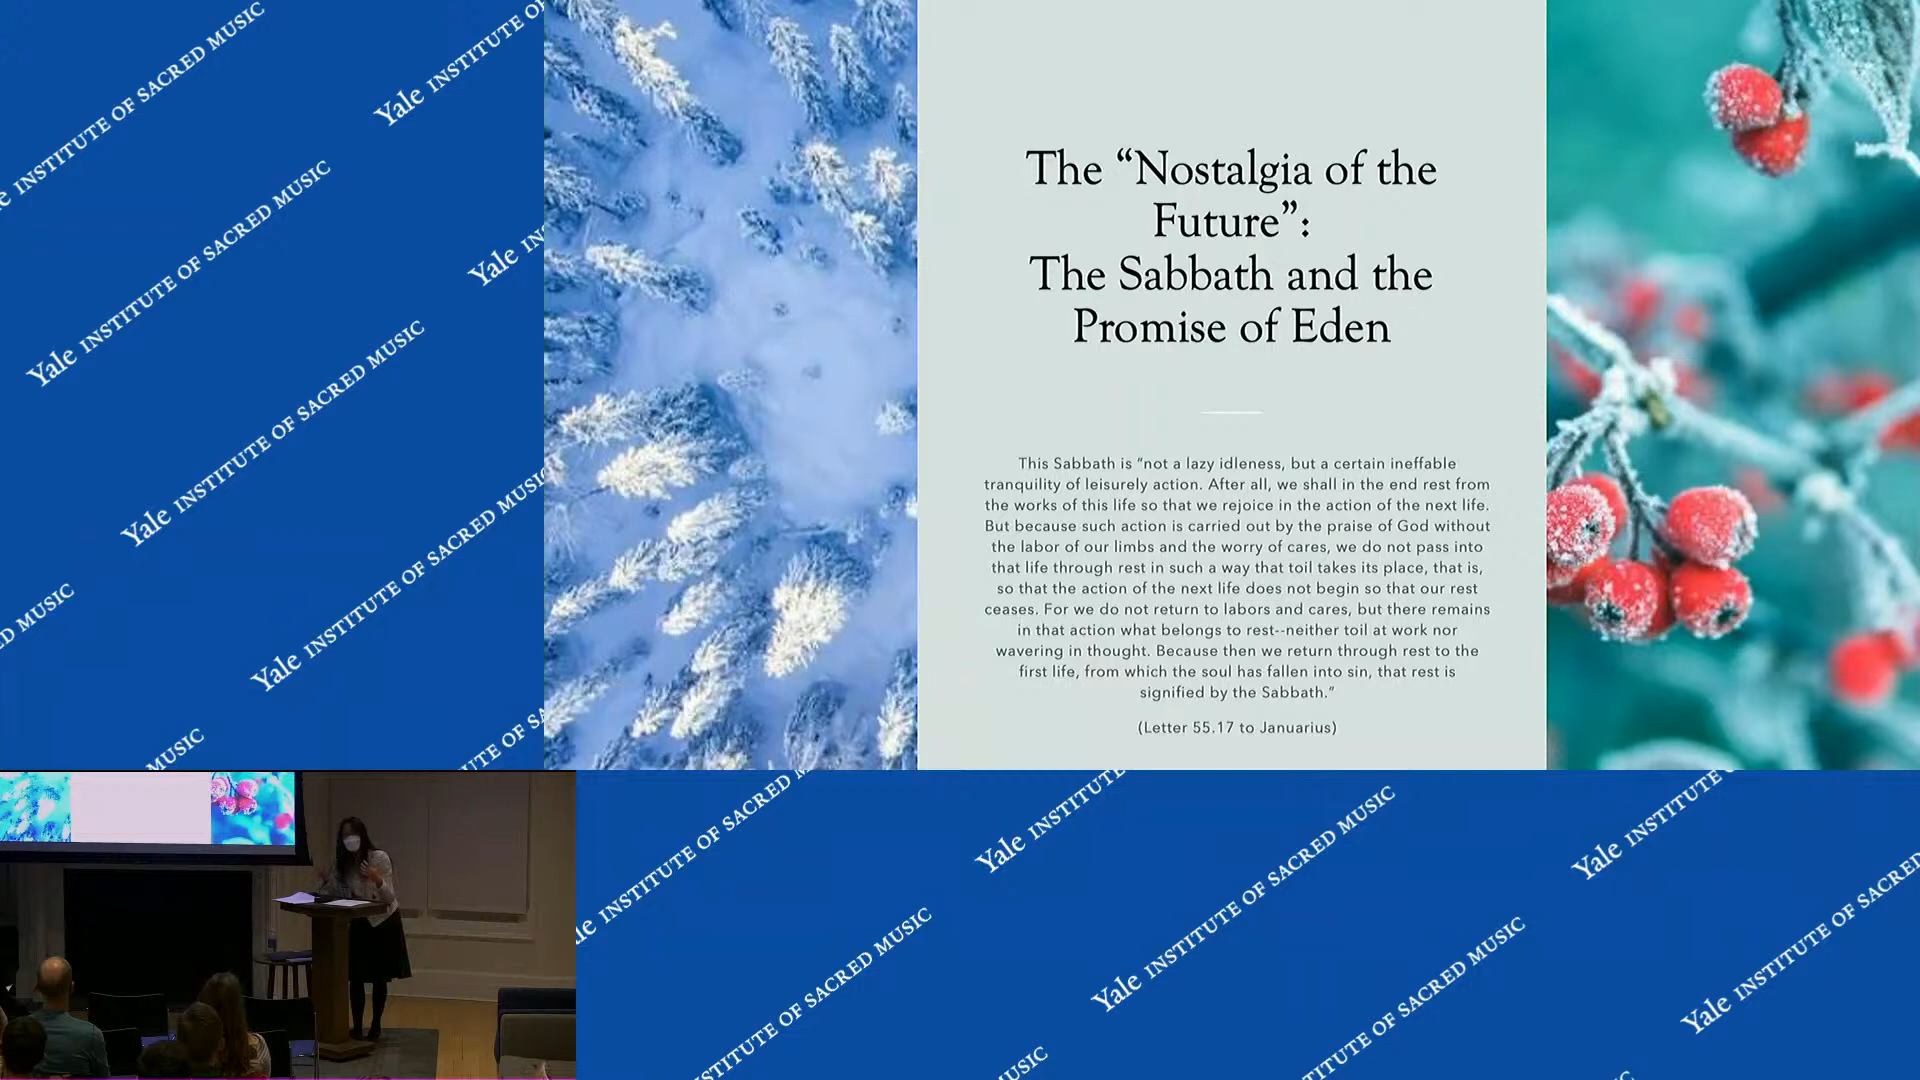 Yale INSTITUTE OF SACRED MUSIC
The “Nostalgia of the
Future”:
The Sabbath and the
Promise of Eden
This Sabbath is “not a lazy idleness, but a certain ineffable
tranquility of leisurely action. After all, we shall in the end rest from
the works of this life so that we rejoice in the action of the next life.
But because such action is carried out by the praise of God without
the labor of our limbs and the worry of cares, we do not pass into
that life through rest in such a way that toil takes its place, that is,
so that the action of the next life does not begin so that our rest
ceases. For we do not return to labors and cares, but there remains
in that action what belongs to rest--neither toil at work nor
wavering in thought. Because then we return through rest to the
first life, from which the soul has fallen into sin, that rest is
signified by the Sabbath.”
(Letter 55.17 to Januarius)
Yale INSTITUTE OF SACRED MUSIC
Yale INSTITUTE OF SACRED MUSIC
Yale INSTITUTE OF SACRED MUSIC
Yale INSTITUTE OF SACRED MUSIC
Yale INSTITUTE OF SACRED MUSIC